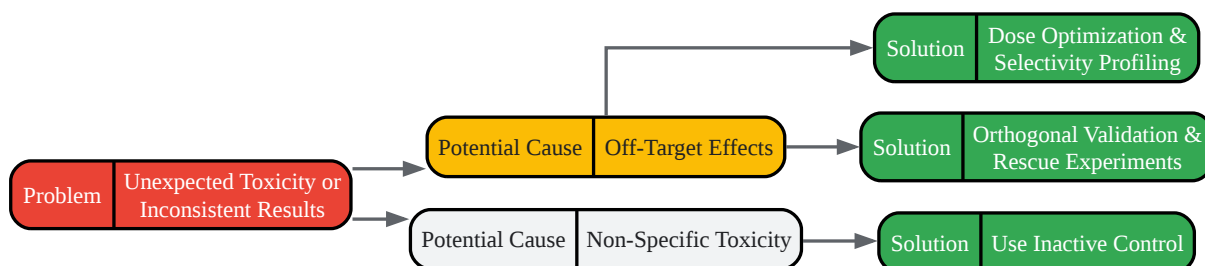 Problem
Unexpected Toxicity or
Inconsistent Results
Potential Cause
Off-Target Effects
Potential Cause
Non-Specific Toxicity
Solution
Dose Optimization &
Selectivity Profiling
Solution
Orthogonal Validation &
Rescue Experiments
Solution
Use Inactive Control